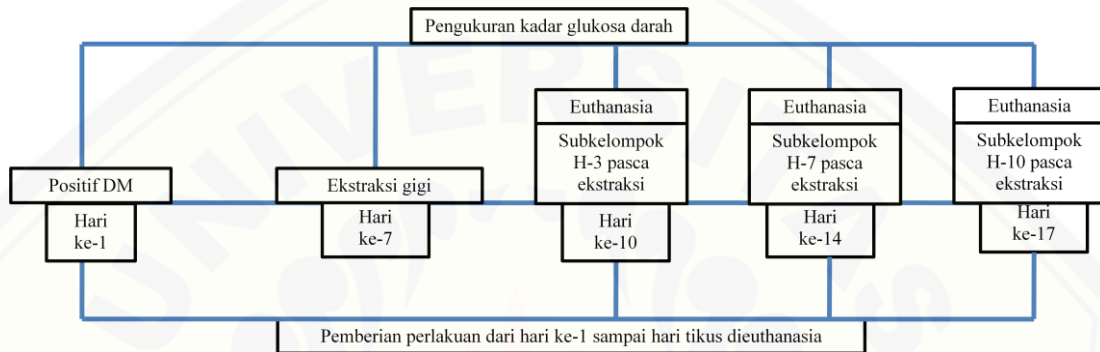 Pengukuran kadar glukosa darah
Euthanasia
Subkelompok
H-3 pasca
ekstraksi
Euthanasia
Subkelompok
H-7 pasca
ekstraksi
Euthanasia
Subkelompok
H-10 pasca
ekstraksi
Positif DM
Ekstraksi gigi
Hari
ke-1
Hari
ke-7
Hari
ke-10
Hari
ke-14
Hari
ke-17
Pemberian perlakuan dari hari ke-1 sampai hari tikus dieuthanasia
UNIVERSITAS